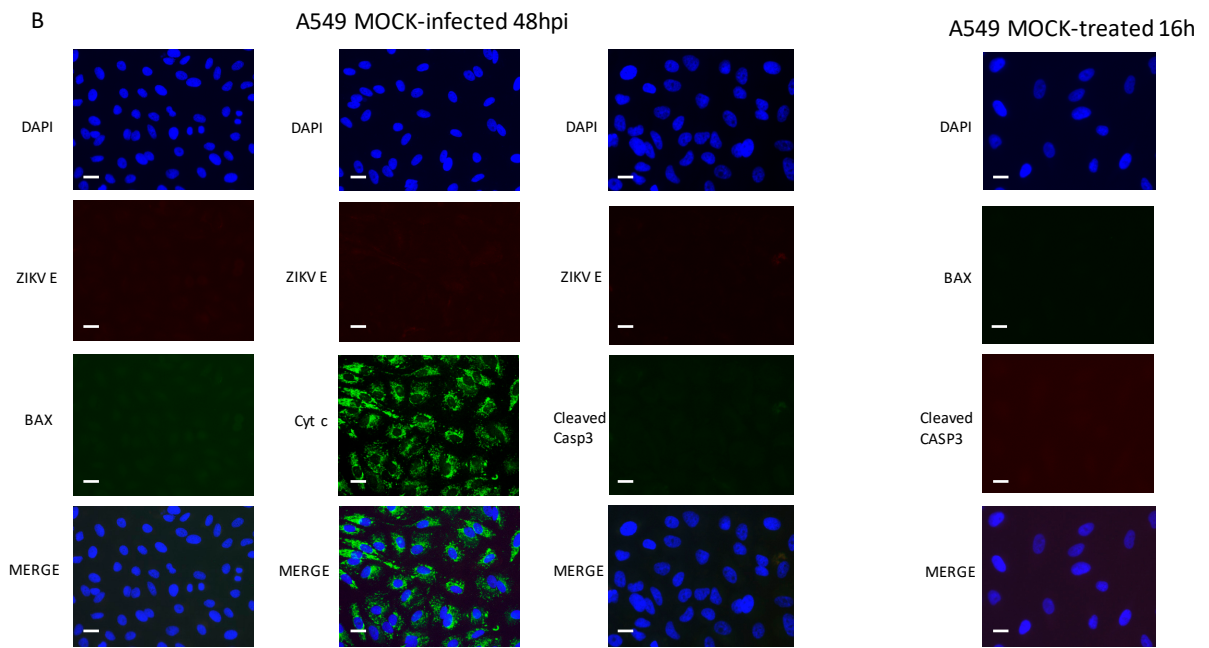 B
A549 MOCK-infected 48hpi
A549 MOCK-treated 16h
DAPI
DAPI
DAPI
DAPI
ZIKV E
ZIKV E
ZIKV E
BAX
BAX
Cyt c
Cleaved
Casp3
Cleaved
CASP3
MERGE
MERGE
MERGE
MERGE